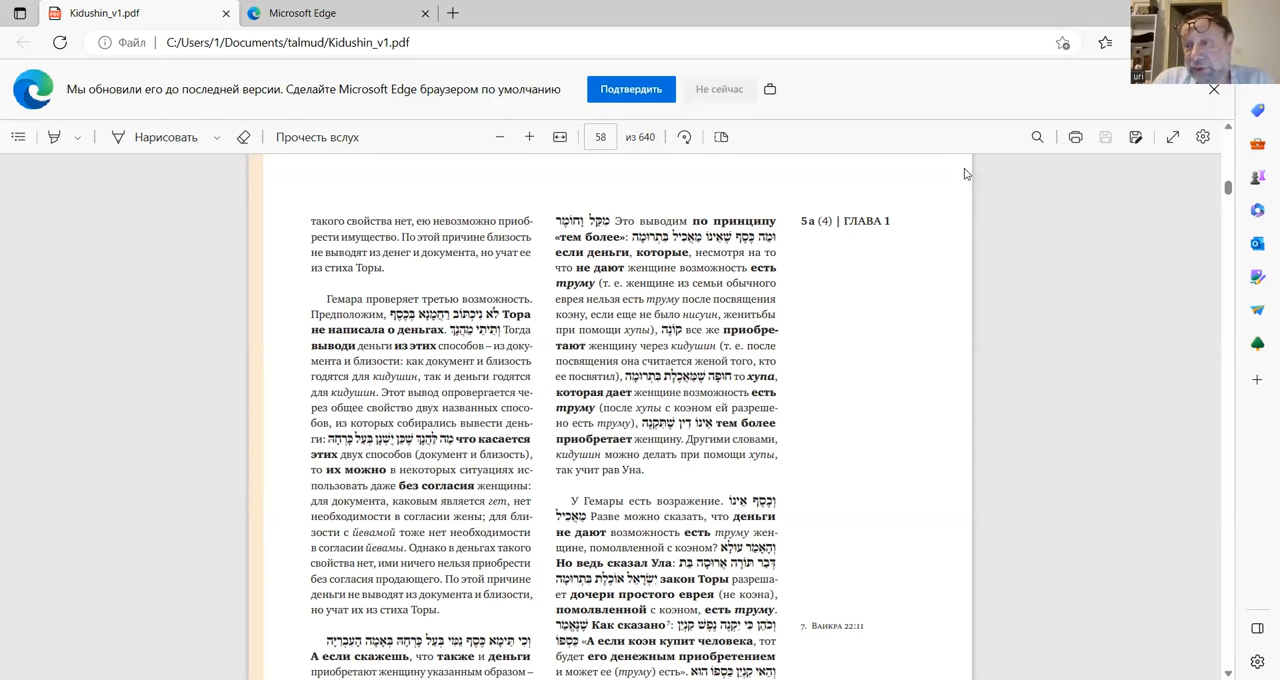 Kidushin_v1.pdf
Microsoft Edge
Файл
C:/Users/1/Documents/talmud/Kidushin_v1.pdf
uri
Мы обновили его до последней версии. Сделайте Microsoft Edge браузером по умолчанию
Подтвердить
Не сейчас
Нарисовать
Прочесть вслух
58
из 640
такого свойства нет, ею невозможно приоб-
рести имущество. По этой причине близость
не выводят из денег и документа, но учат ее
из стиха Торы.
Гемара проверяет третью возможность.
Предположим, לֹא נִיכְתּוֹב רַחֲמָנָא בְּכֶסֶף Тора
не написала о деньгах. וְתֵיתֵי מֵהָנָךְ Тогда
выводи деньги из этих способов – из доку-
мента и близости: как документ и близость
годятся для кидушин, так и деньги годятся
для кидушин. Этот вывод опровергается че-
рез общее свойство двух названных спосо-
бов, из которых собирались вывести день-
ги: מַה לְּהָנָךְ שֶׁכֵּן יֶשְׁנָן בְּעַל כָּרְחָהּ что касается
этих двух способов (документ и близость),
то их можно в некоторых ситуациях ис-
пользовать даже без согласия женщины:
для документа, каковым является гет, нет
необходимости в согласии жены; для бли-
зости с йевамой тоже нет необходимости
в согласии йевамы. Однако в деньгах такого
свойства нет, ими ничего нельзя приобрести
без согласия продающего. По этой причине
деньги не выводят из документа и близости,
но учат их из стиха Торы.
וְכִי תֵּימָא כֶּסֶף נַמִי בְּעַל כָּרְחָהּ בְּאָמָה הָעִבְרִיָּה
А если скажешь, что также и деньги
приобретают женщину указанным образом –
מִקַּל וָחוֹמֶר Это выводим по принципу
«тем более»: וּמַה כֶּסֶף שֶׁאֵינוֹ מַאֲכִיל בִּתְרוּמָה
если деньги, которые, несмотря на то
что не дают женщине возможность есть
труму (т. е. женщине из семьи обычного
еврея нельзя есть труму после посвящения
коэну, если еще не было нисуин, женитьбы
при помощи хупы), קוֹנֶה все же приобре-
тают женщину через кидушин (т. е. после
посвящения она считается женой того, кто
ее посвятил), חוּפָּה שֶׁמַּאֲכֶלֶת בִּתְרוּמָה то хупа,
которая дает женщине возможность есть
труму (после хупы с коэном ей разреше-
но есть труму), אֵינוֹ דִין שֶׁתִּקְנֶה тем более
приобретает женщину. Другими словами,
кидушин можно делать при помощи хупы,
так учит рав Уна.
У Гемары есть возражение. וְכֶסֶף אֵינוֹ
מַאֲכִיל Разве можно сказать, что деньги
не дают возможность есть труму жен-
щине, помолвленной с коэном? וְהָאָמַר עוּלָּא
Но ведь сказал Ула: דְּבַר תּוֹרָה אֲרוּסָה בַּת
יִשְׂרָאֵל אוֹכֶלֶת בִּתְרוּמָה закон Торы разреша-
ет дочери простого еврея (не коэна),
помолвленной с коэном, есть труму.
שֶׁנֶּאֱמַר Как сказано⁷: וְכֹהֵן כִּי יִקְנֶה נֶפֶשׁ קִנְיַן
כַּסְפּוֹ «А если коэн купит человека, тот
будет его денежным приобретением
и может ее (труму) есть». וְהַאי קִנְיַן כַּסְפּוֹ הוּא
5а (4) | ГЛАВА 1
7. Ваикра 22:11